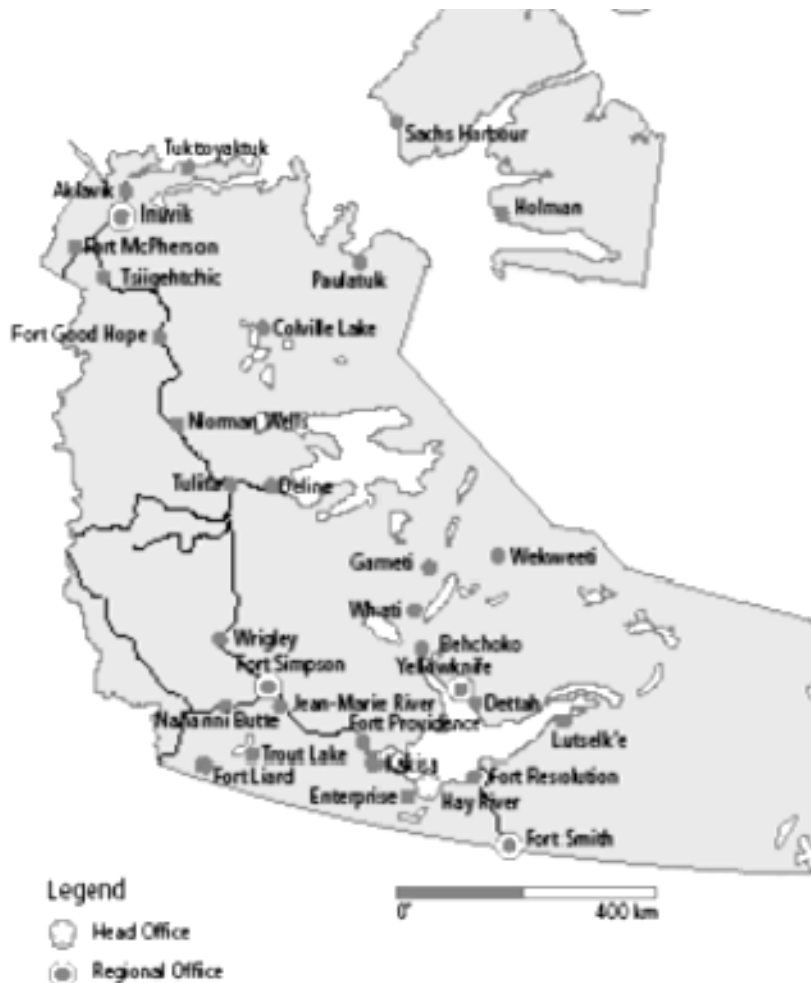 Sachs Harbour
Tuktoyaktuk
Aklavik
Inuvik
Holman
Fort McPherson
Tsiigehtchic
Paulatuk
Fort Good Hope
Colville Lake
Norman Wells
Tulita
Deline
Gameti
Wekweeti
Whati
Wrigley
Behchoko
Fort Simpson
Yellowknife
Jean-Marie River
Dettah
Nahanni Butte
Fort Providence
Lutselk'e
Trout Lake
Kakisa
Fort Liard
Fort Resolution
Enterprise
Hay River
Fort Smith
Legend
0"
400 km
Head Office
Regional Office